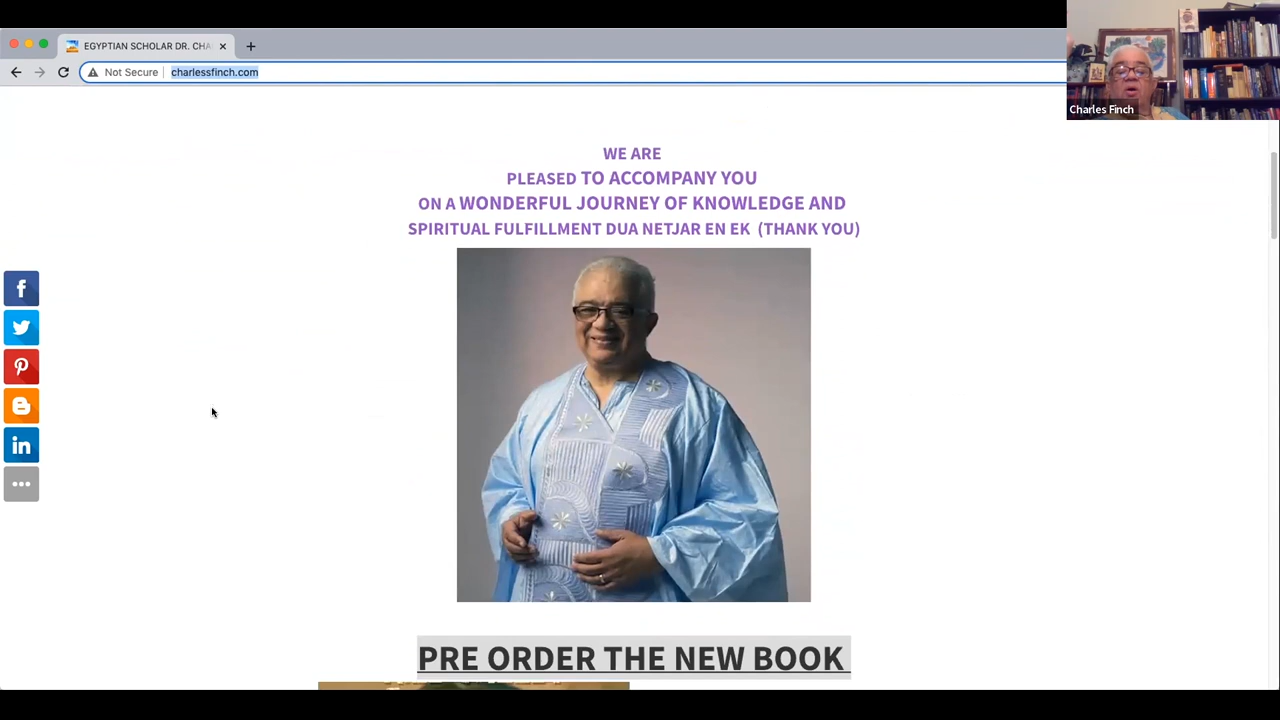 EGYPTIAN SCHOLAR DR. CHA
Not Secure
charlessfinch.com
Charles Finch
WE ARE
PLEASED TO ACCOMPANY YOU
ON A WONDERFUL JOURNEY OF KNOWLEDGE AND
SPIRITUAL FULFILLMENT DUA NETJAR EN EK (THANK YOU)
PRE ORDER THE NEW BOOK